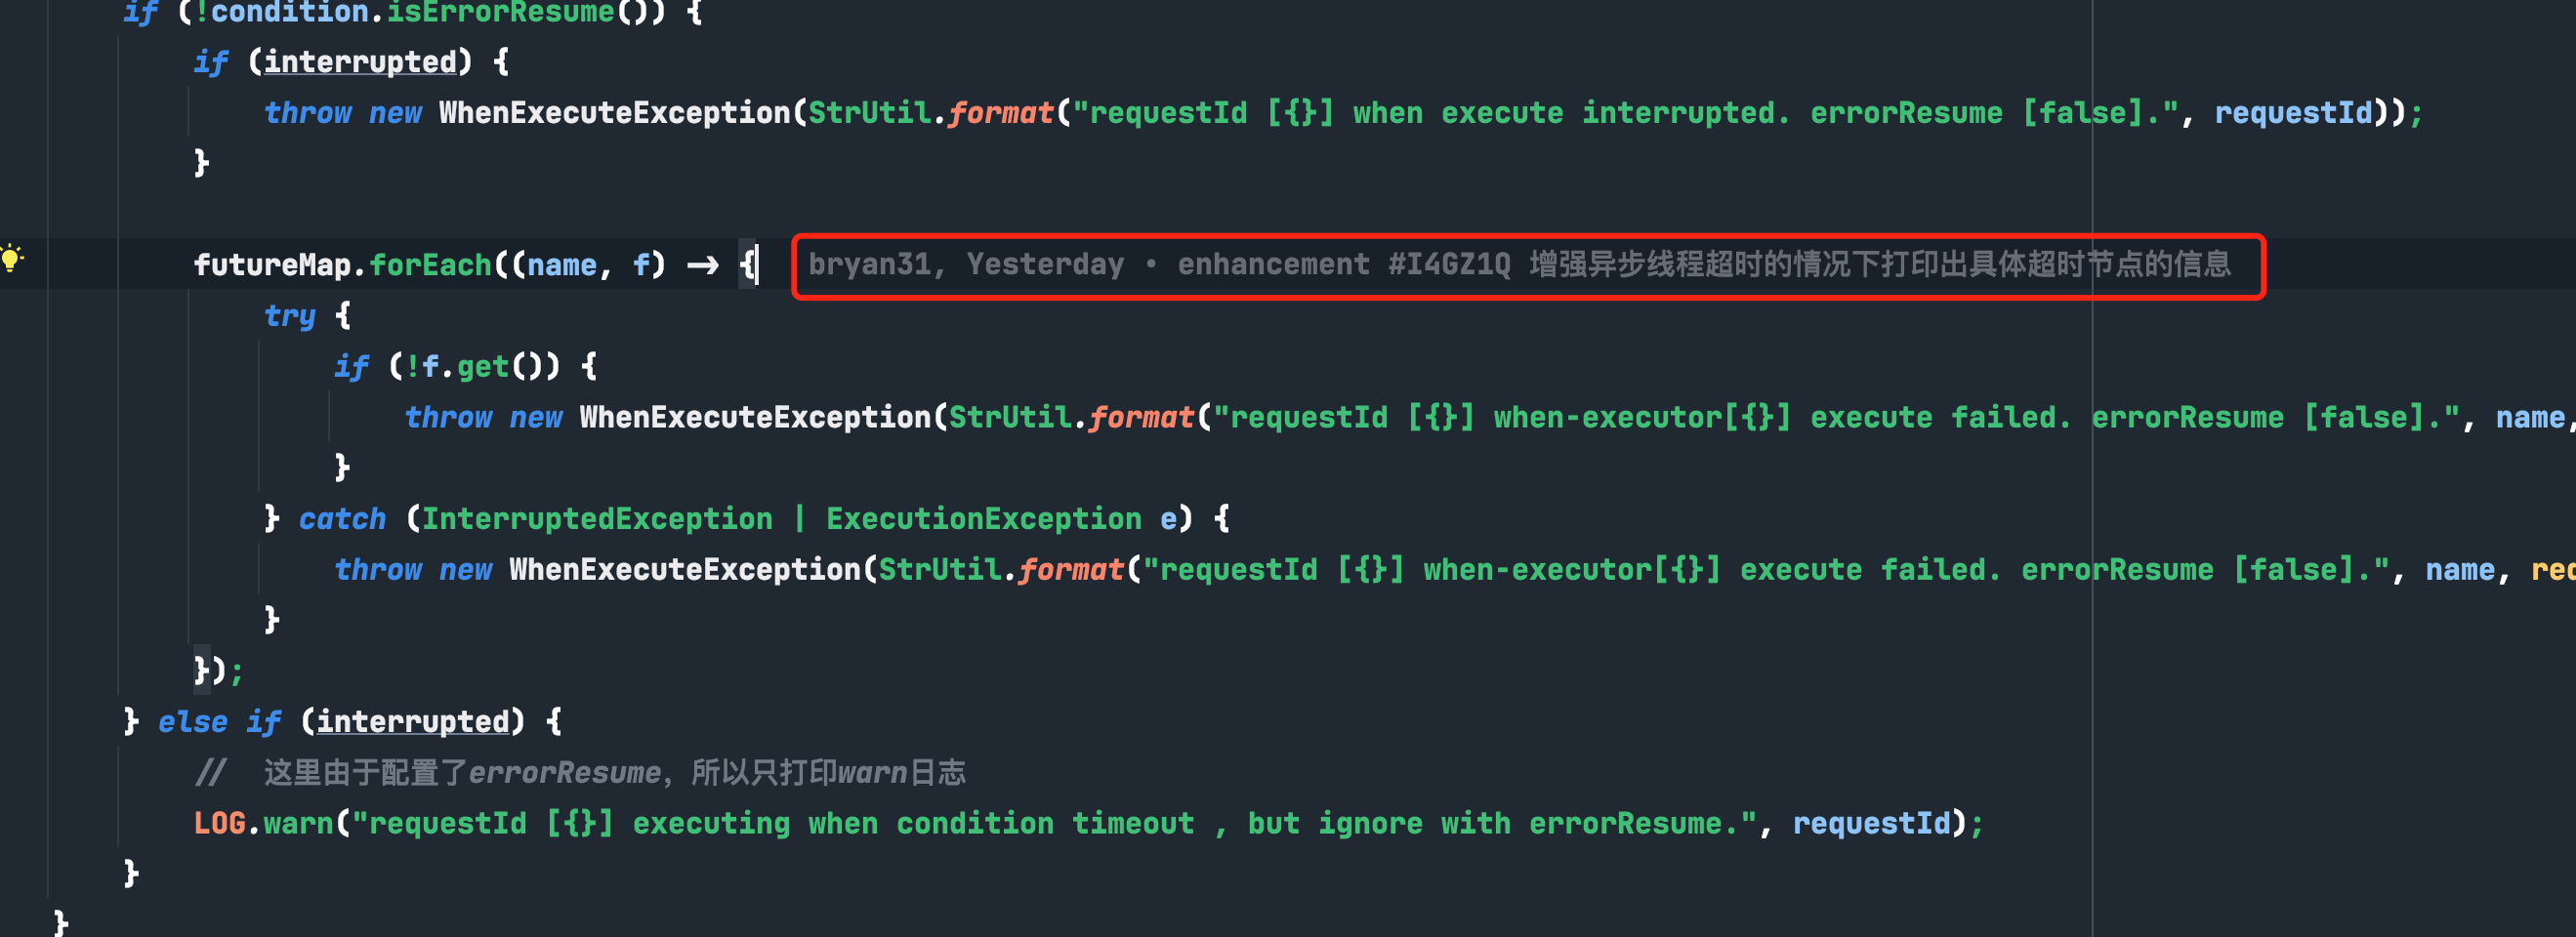 if (!condition.isErrorResume()) {
if (interrupted) {
throw new WhenExecuteException(StrUtil.format("requestId [{}] when execute interrupted. errorResume [false].", requestId));
}
futureMap.forEach((name, f) -> { bryan31, Yesterday • enhancement #I4GZ1Q 增强异步线程超时的情况下打印出具体超时节点的信息
try {
if (!f.get()) {
throw new WhenExecuteException(StrUtil.format("requestId [{}] when-executor[{}] execute failed. errorResume [false].", name,
}
} catch (InterruptedException | ExecutionException e) {
throw new WhenExecuteException(StrUtil.format("requestId [{}] when-executor[{}] execute failed. errorResume [false].", name,
}
});
} else if (interrupted) {
// 这里由于配置了errorResume，所以只打印warn日志
LOG.warn("requestId [{}] executing when condition timeout , but ignore with errorResume.", requestId);
}
}